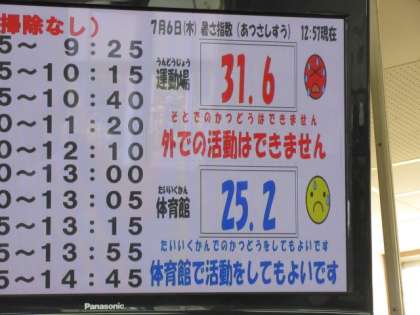 掃除なし）
5～ 9:25
5～10:15
5～10:40
0～11:20
0～12:10
0～13:00
0～13:05
5～13:15
5～13:55
5～14:45
7月6日(木) 暑さ指数（あつさしすう） 12:57現在
うんどうじょう
運動場
31.6
そとでのかつどうはできません
外での活動はできません
たいいくかん
体育館
25.2
たいいくかんでのかつどうをしてもよいです
体育館で活動をしてもよいです
Panasonic